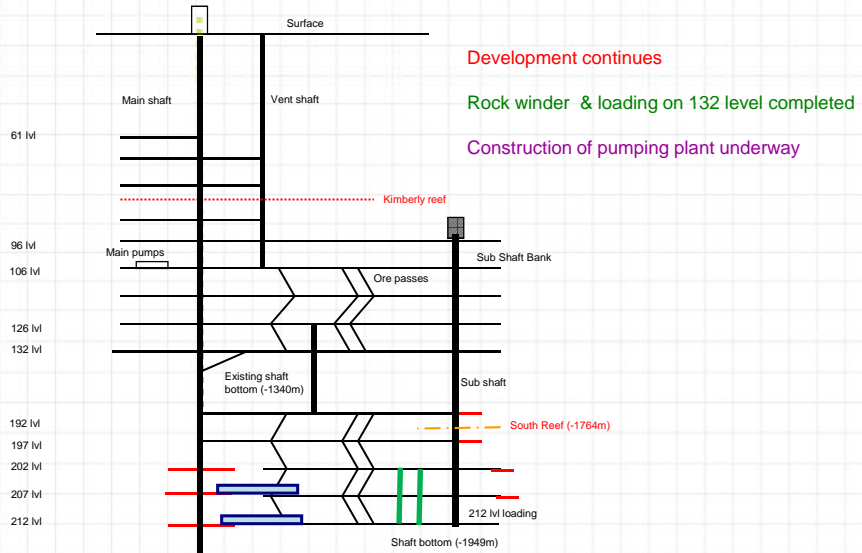 Surface
Development continues
Main shaft
Vent shaft
Rock winder & loading on 132 level completed
61 lvl
Construction of pumping plant underway
Kimberly reef
96 lvl
Main pumps
Sub Shaft Bank
106 lvl
Ore passes
126 lvl
132 lvl
Existing shaft
bottom (-1340m)
Sub shaft
192 lvl
South Reef (-1764m)
197 lvl
202 lvl
207 lvl
212 lvl
212 lvl loading
Shaft bottom (-1949m)